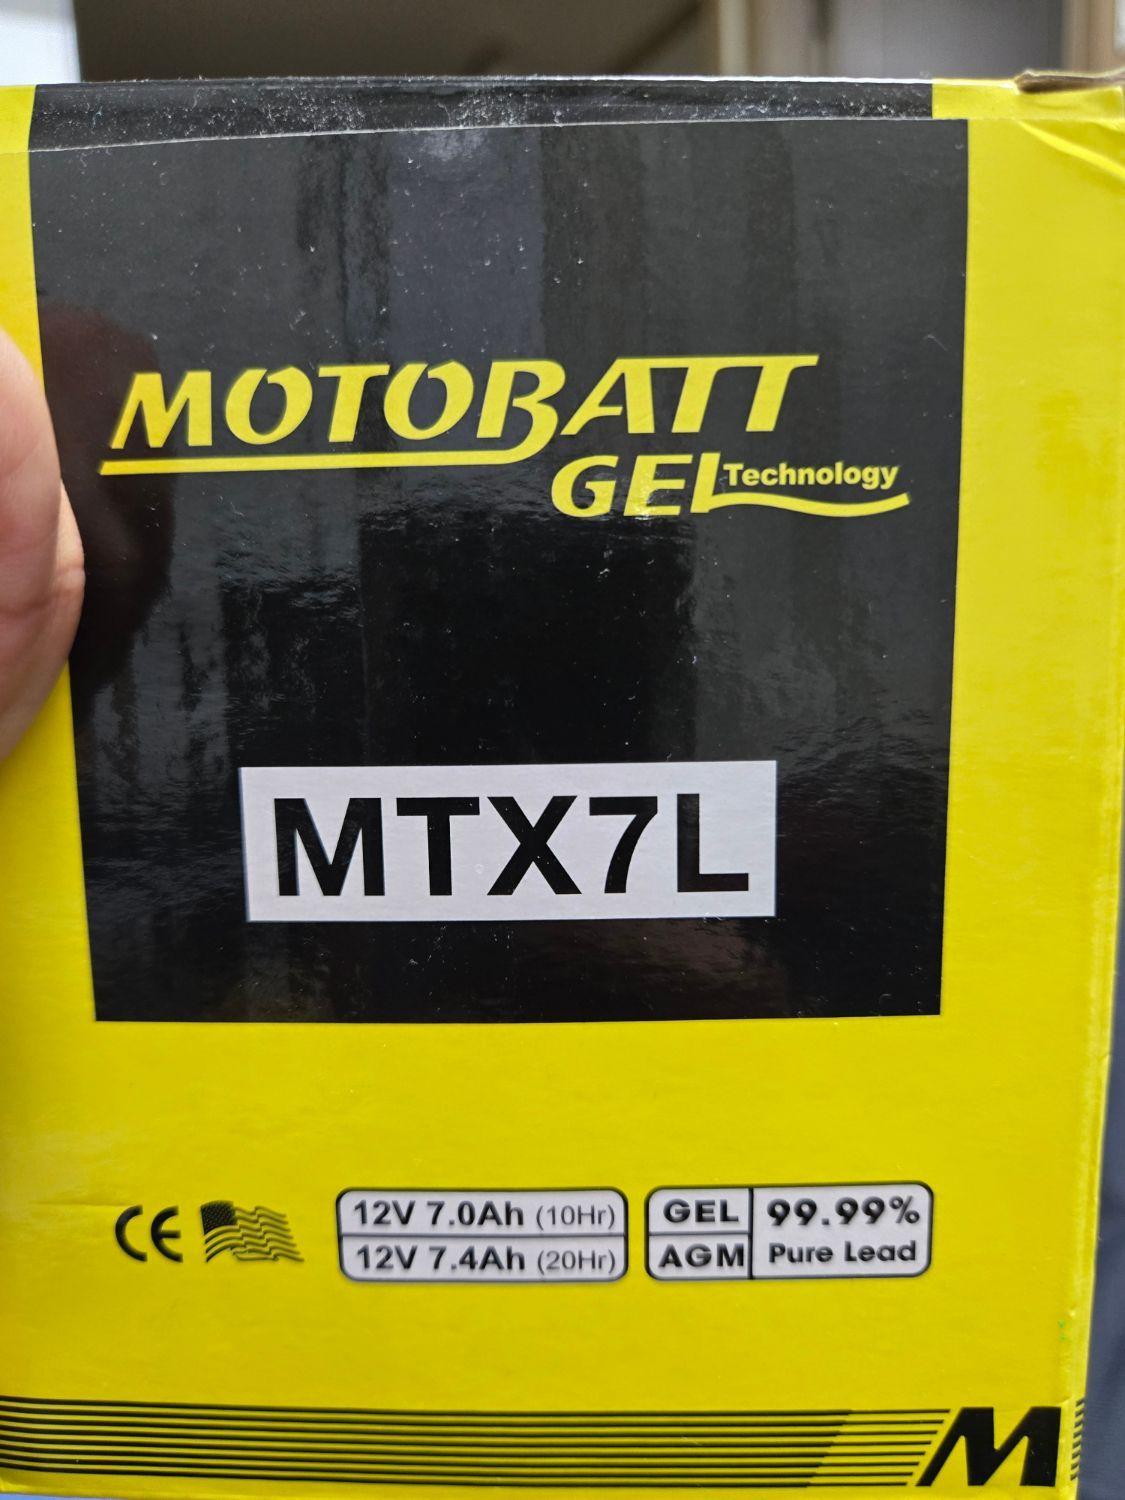 MOTOBATT
GEL Technology
MTX7L
CE
12V 7.0Ah (10Hr)
12V 7.4Ah (20Hr)
GEL
AGM
99.99%
Pure Lead
M